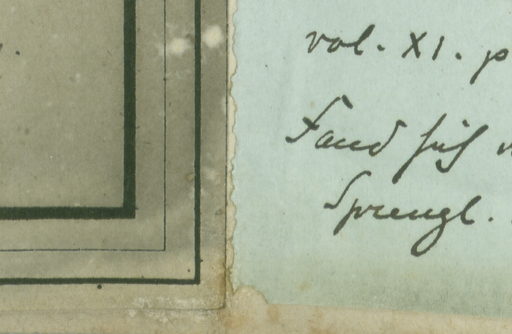 vol. XI. p
Fand sich
Sprengl.